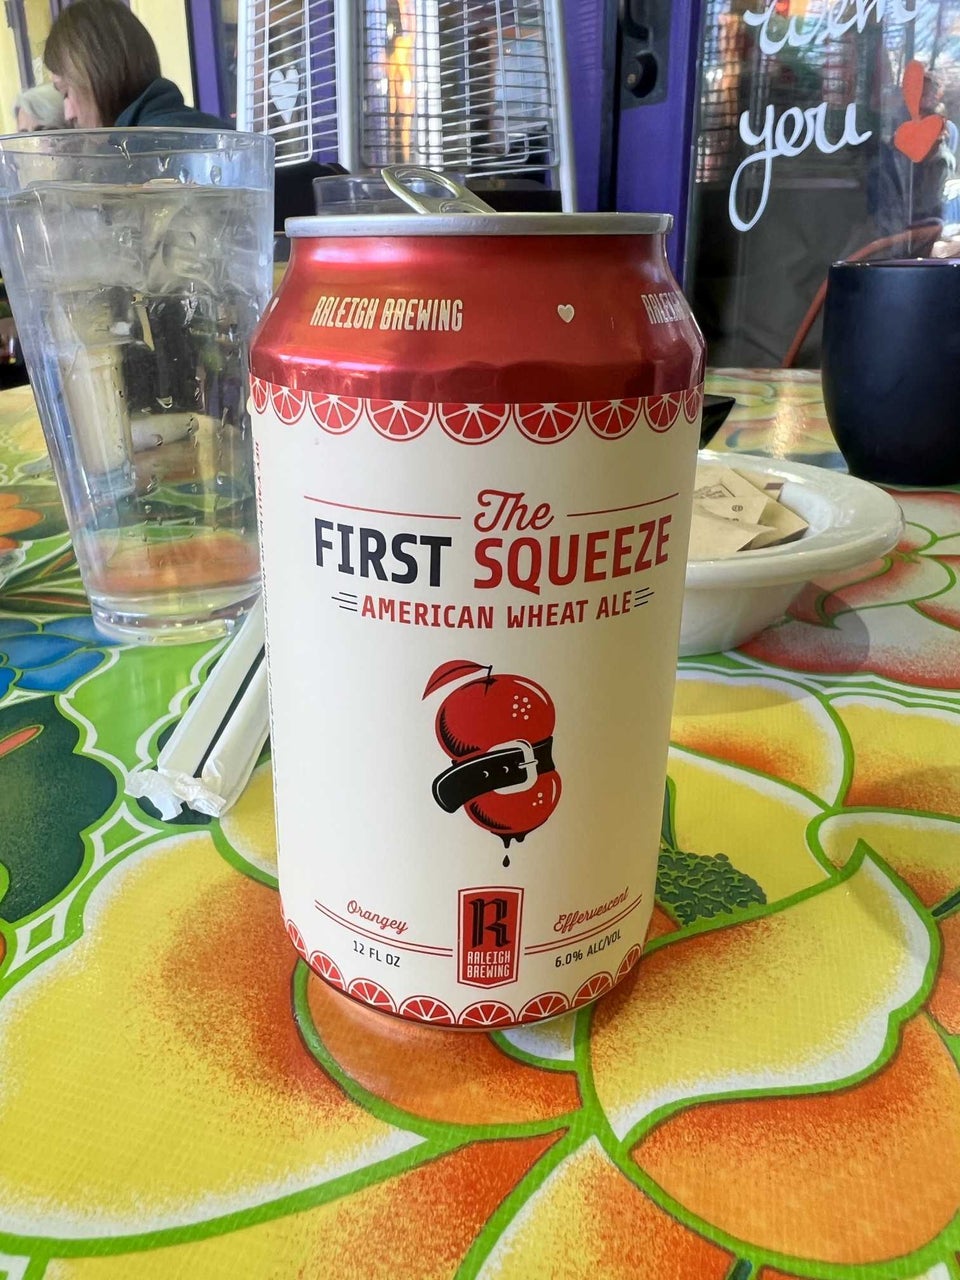 you
RALEIGH BREWING
The
FIRST SQUEEZE
AMERICAN WHEAT ALE
Orangey
12 FL OZ
R
RALEIGH
BREWING
Effervescent
6.0% ALC/VOL